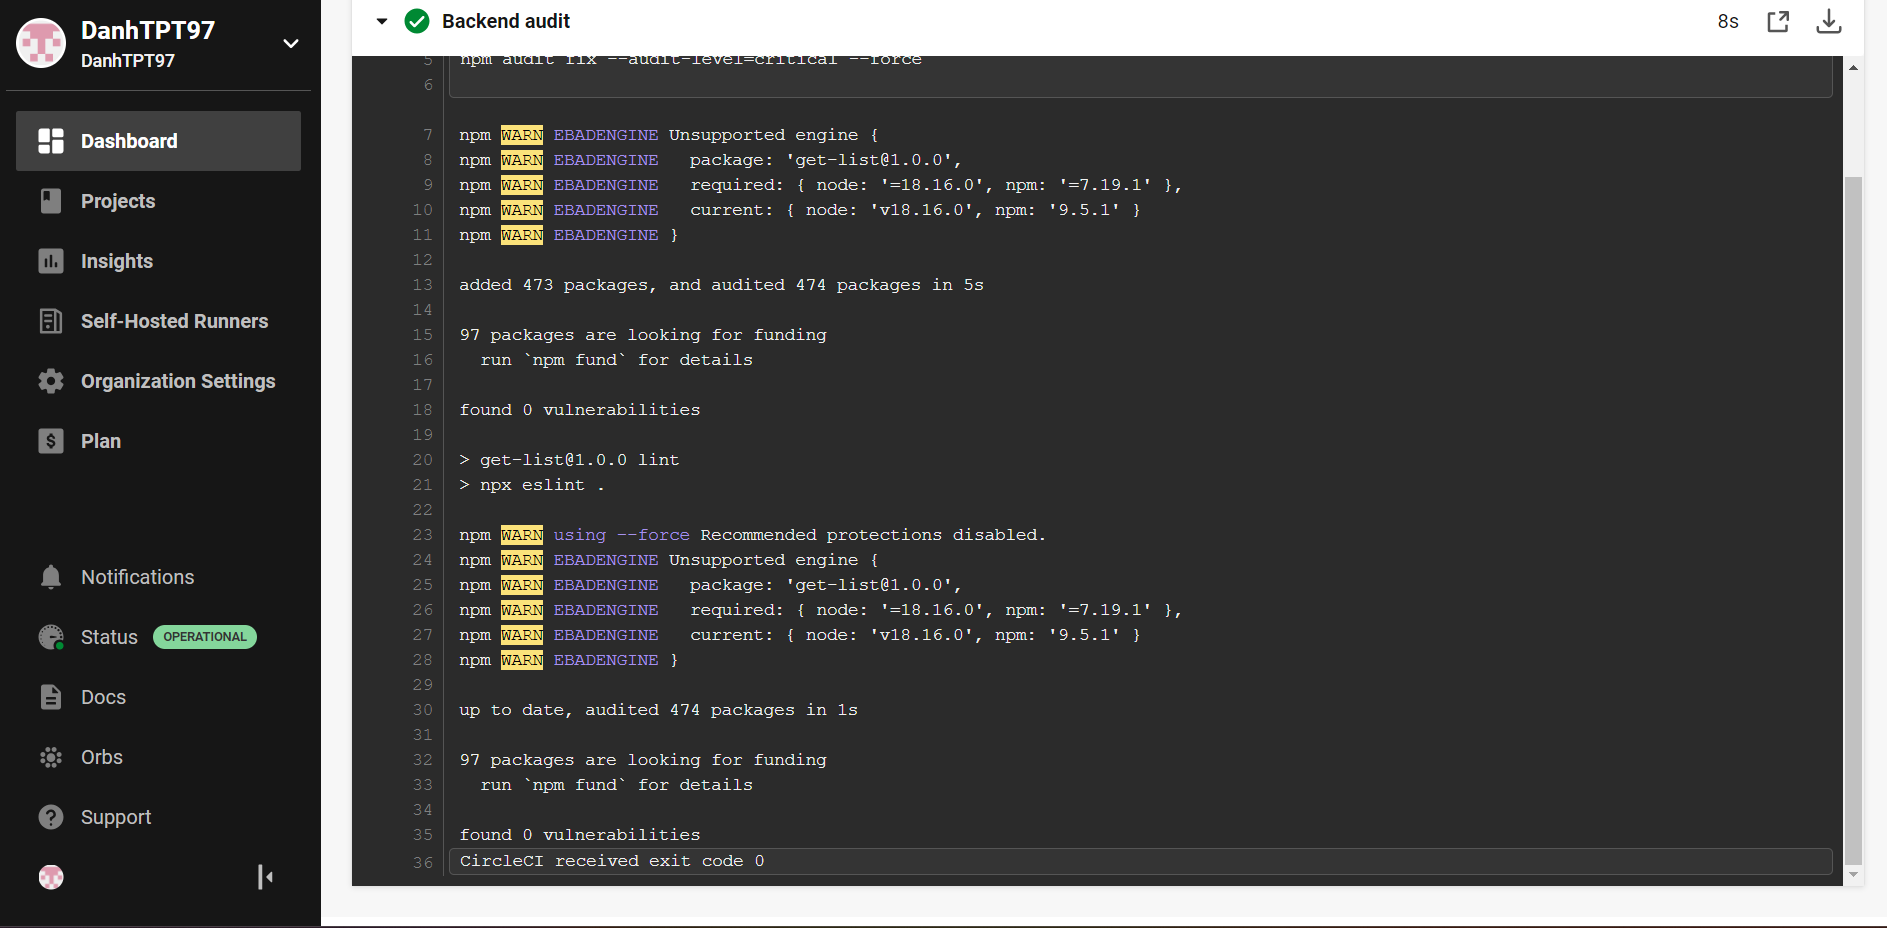 DanhTPT97
DanhTPT97
Dashboard
Projects
Insights
Self-Hosted Runners
Organization Settings
Plan
Notifications
Status OPERATIONAL
Docs
Orbs
Support
Backend audit 8s
5 npm audit fix --audit-level=critical --force
6
7 npm WARN EBADENGINE Unsupported engine {
8 npm WARN EBADENGINE   package: 'get-list@1.0.0',
9 npm WARN EBADENGINE   required: { node: '=18.16.0', npm: '=7.19.1' },
10 npm WARN EBADENGINE   current: { node: 'v18.16.0', npm: '9.5.1' }
11 npm WARN EBADENGINE }
12
13 added 473 packages, and audited 474 packages in 5s
14
15 97 packages are looking for funding
16   run `npm fund` for details
17
18 found 0 vulnerabilities
19
20 > get-list@1.0.0 lint
21 > npx eslint .
22
23 npm WARN using --force Recommended protections disabled.
24 npm WARN EBADENGINE Unsupported engine {
25 npm WARN EBADENGINE   package: 'get-list@1.0.0',
26 npm WARN EBADENGINE   required: { node: '=18.16.0', npm: '=7.19.1' },
27 npm WARN EBADENGINE   current: { node: 'v18.16.0', npm: '9.5.1' }
28 npm WARN EBADENGINE }
29
30 up to date, audited 474 packages in 1s
31
32 97 packages are looking for funding
33   run `npm fund` for details
34
35 found 0 vulnerabilities
36 CircleCI received exit code 0